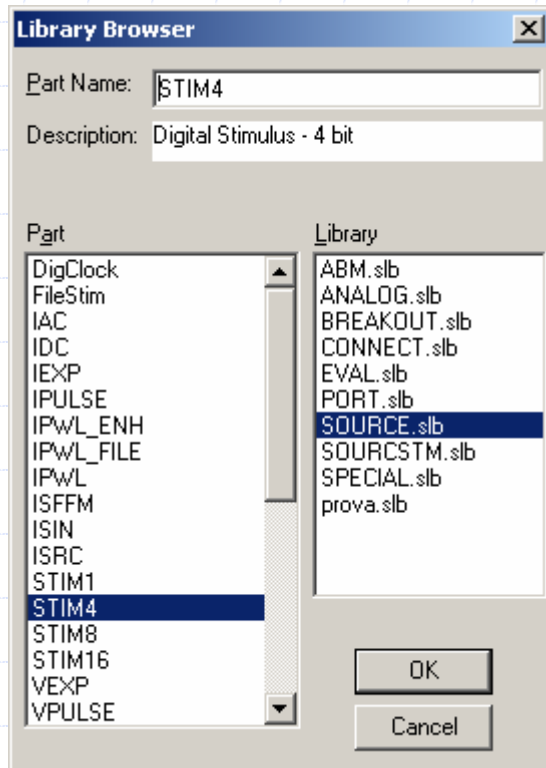 Library Browser
Part Name: STIM4
Description: Digital Stimulus - 4 bit
Part
DigClock
FileStim
IAC
IDC
IEXP
IPULSE
IPWL_ENH
IPWL_FILE
IPWL
ISFFM
ISIN
ISRC
STIM1
STIM4
STIM8
STIM16
VEXP
VPULSE
Library
ABM.slb
ANALOG.slb
BREAKOUT.slb
CONNECT.slb
EVAL.slb
PORT.slb
SOURCE.slb
SOURCSTM.slb
SPECIAL.slb
prova.slb
OK
Cancel